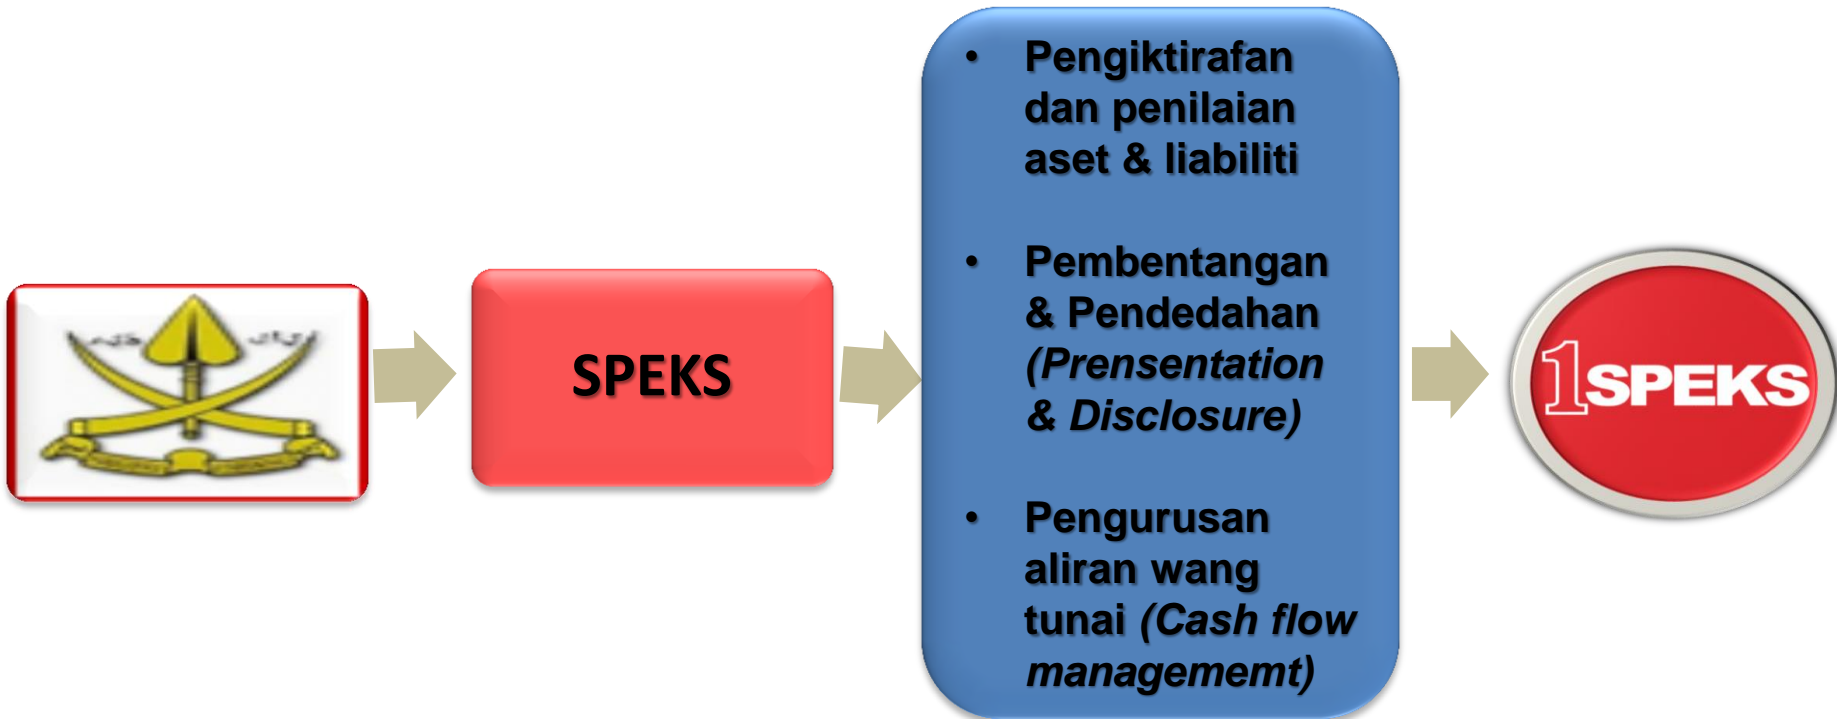 SPEKS
• Pengiktirafan
dan penilaian
aset & liabiliti
• Pembentangan
& Pendedahan
(Prensentation
& Disclosure)
• Pengurusan
aliran wang
tunai (Cash flow
managememt)
1SPEKS